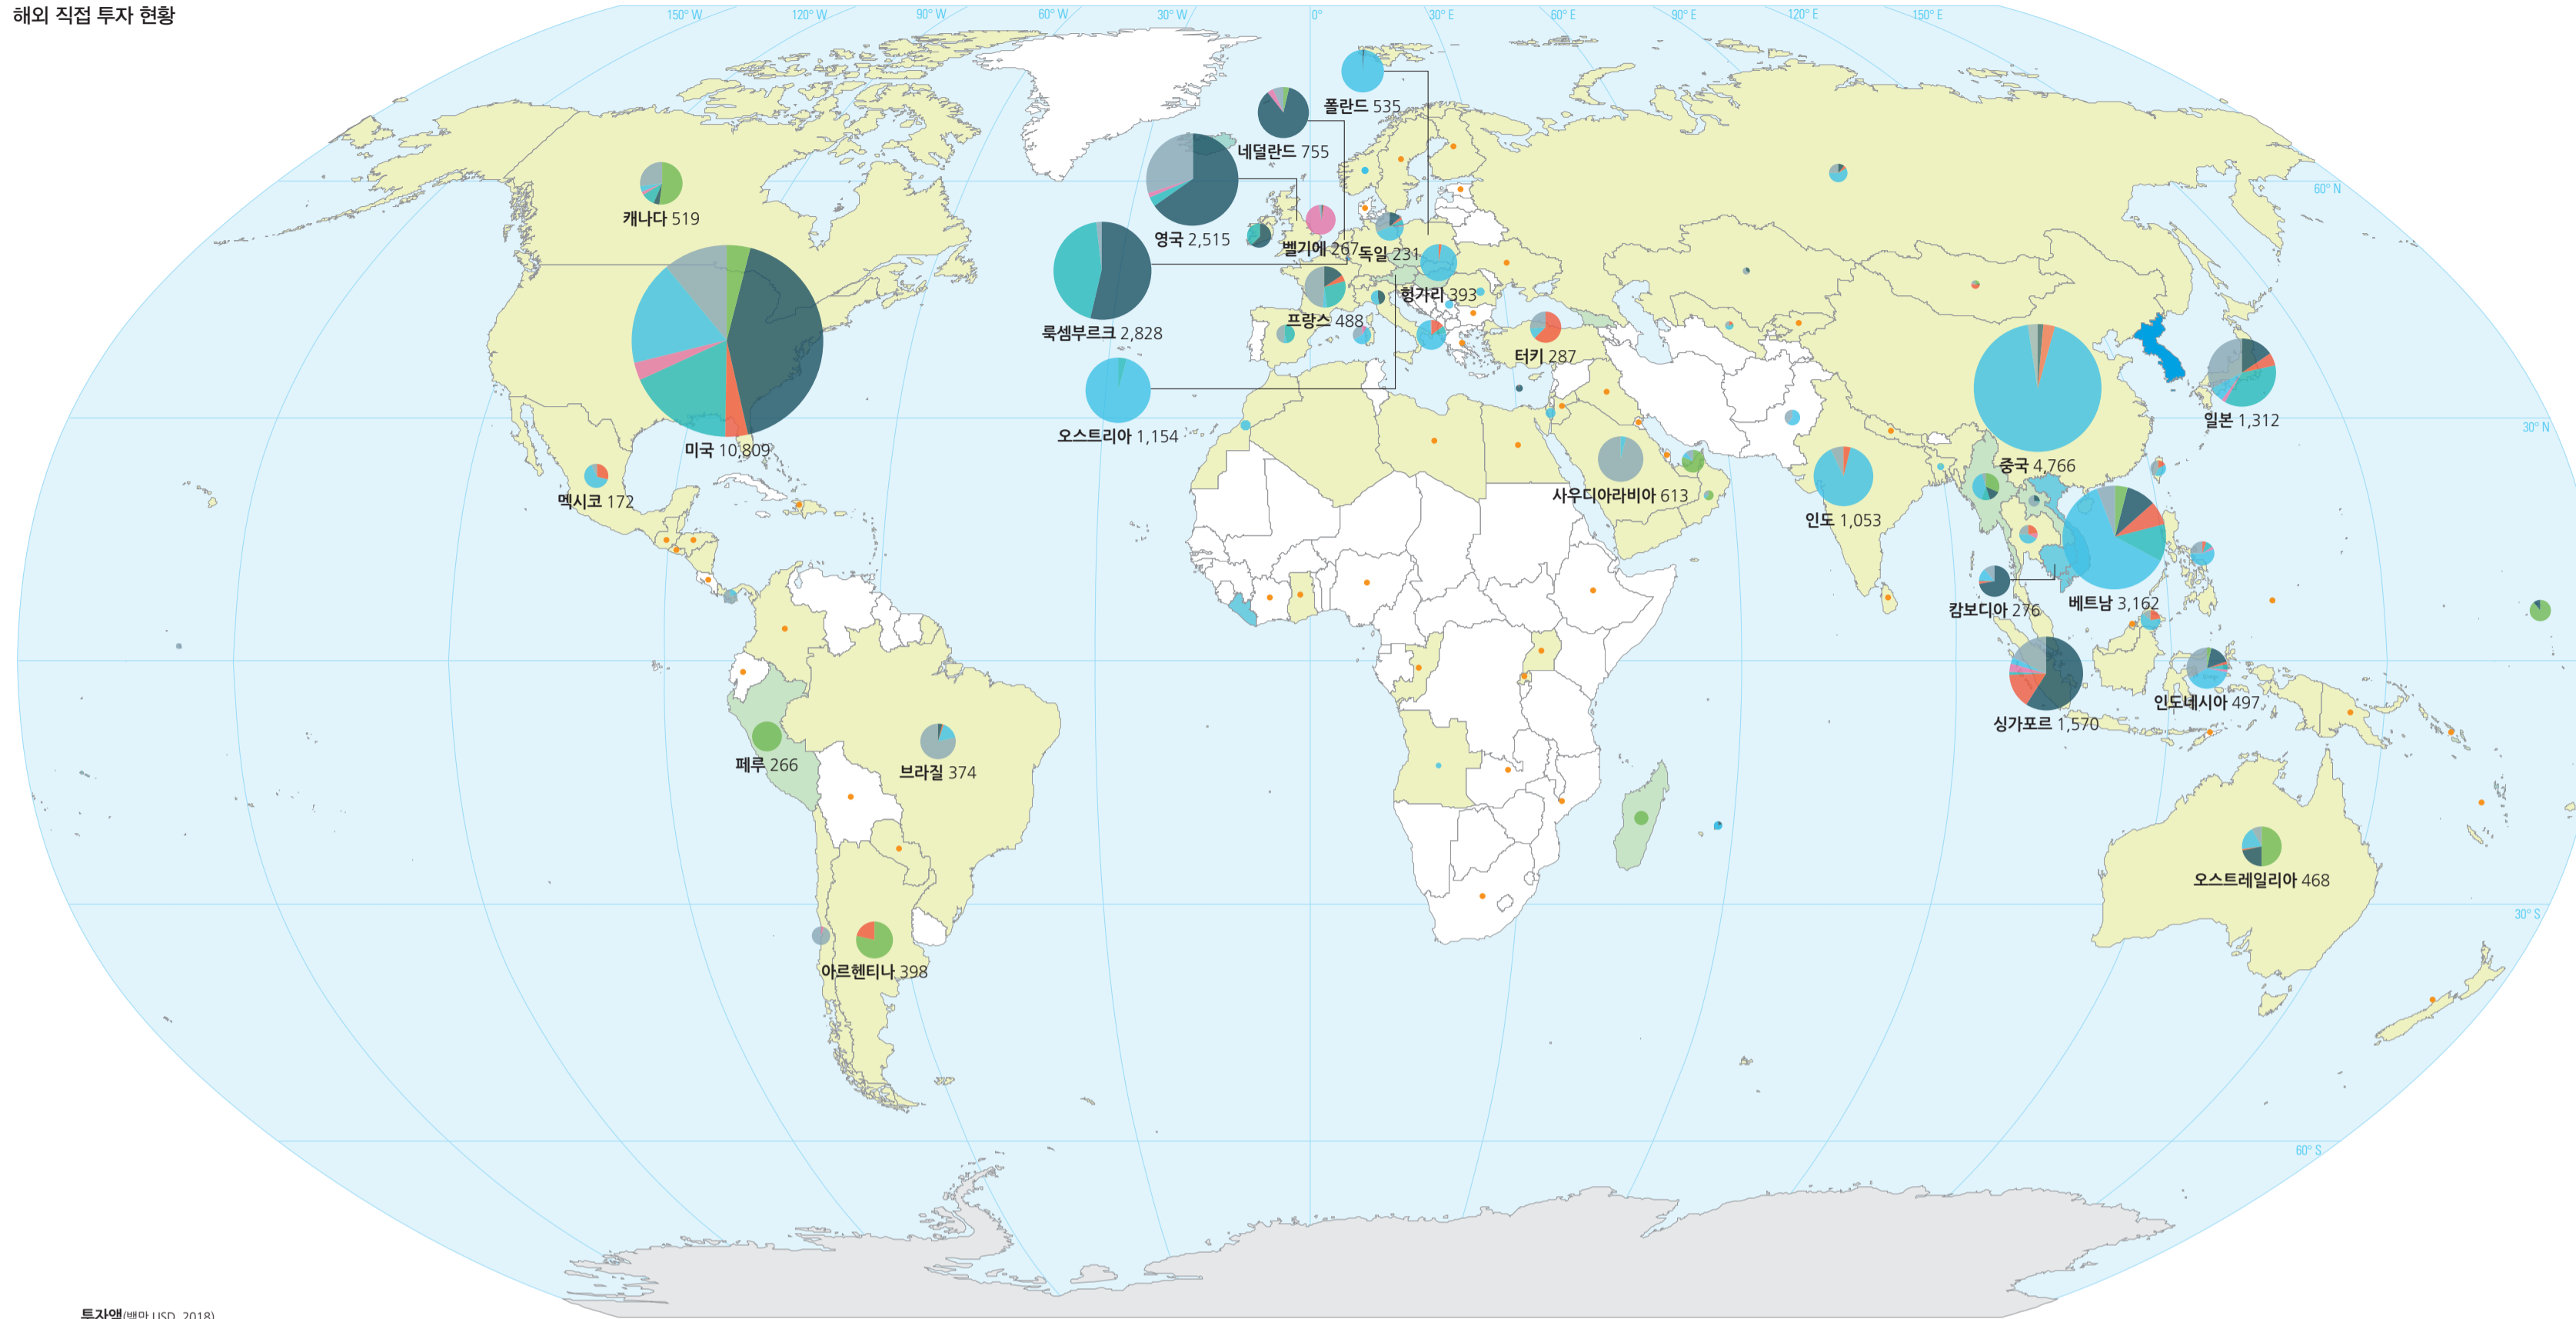 해외 직접 투자 현황
150° W
120° W
90° W
60° W
30° W
0°
30° E
60° E
90° E
120° E
150° E
폴란드 535
네덜란드 755
60° N
캐나다 519
영국 2,515
벨기에 267
독일 231
헝가리 393
프랑스 488
룩셈부르크 2,828
터키 287
일본 1,312
30° N
오스트리아 1,154
미국 10,809
중국 4,766
멕시코 172
사우디아라비아 613
인도 1,053
캄보디아 276
베트남 3,162
인도네시아 497
싱가포르 1,570
페루 266
브라질 374
오스트레일리아 468
30° S
아르헨티나 398
60° S
투자액(백만 USD, 2018)